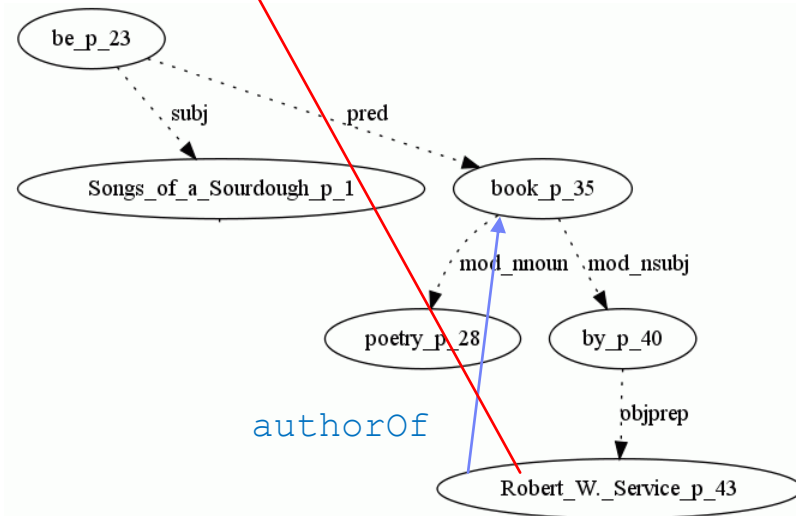 be_p_23
subj
pred
Songs_of_a_Sourdough_p_1
book_p_35
mod_nnoun
mod_nsubj
poetry_p_28
by_p_40
authorOf
objprep
Robert_W._Service_p_43